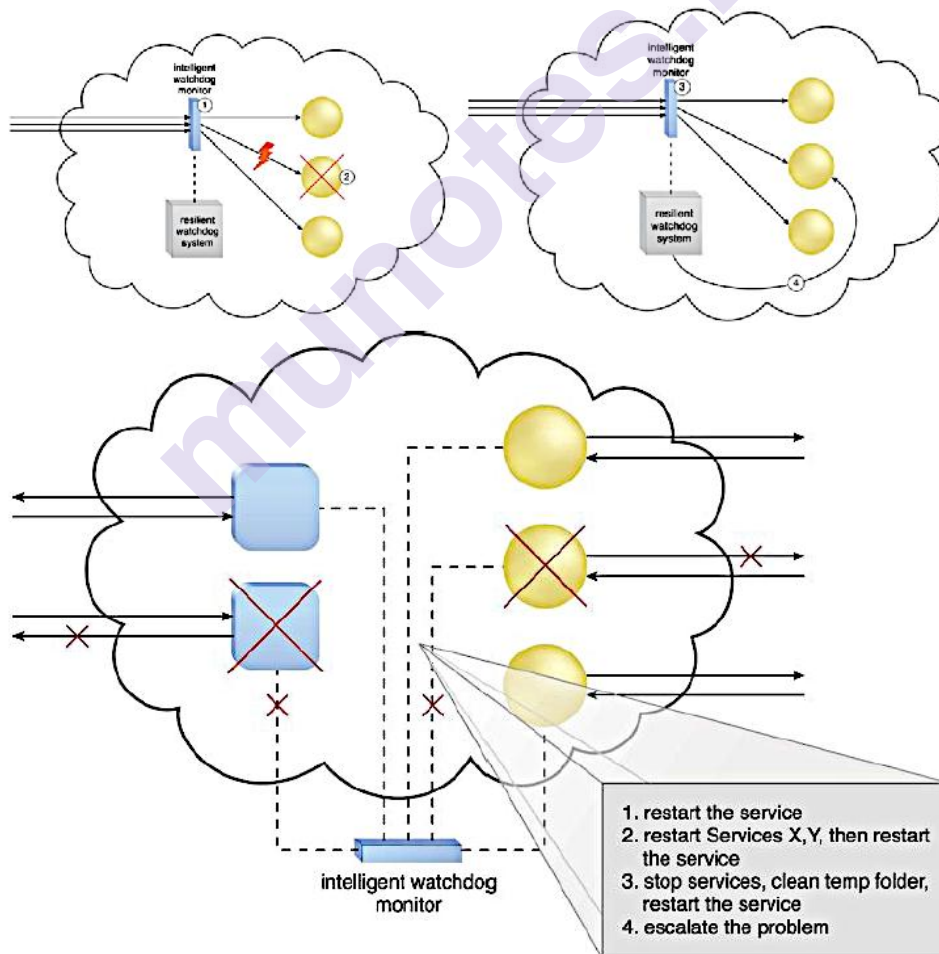 intelligent
watchdog
monitor
1
2
resilient
watchdog
system
intelligent
watchdog
monitor
3
resilient
watchdog
system
4
intelligent watchdog
monitor
1. restart the service
2. restart Services X,Y, then restart
the service
3. stop services, clean temp folder,
restart the service
4. escalate the problem
munotes.